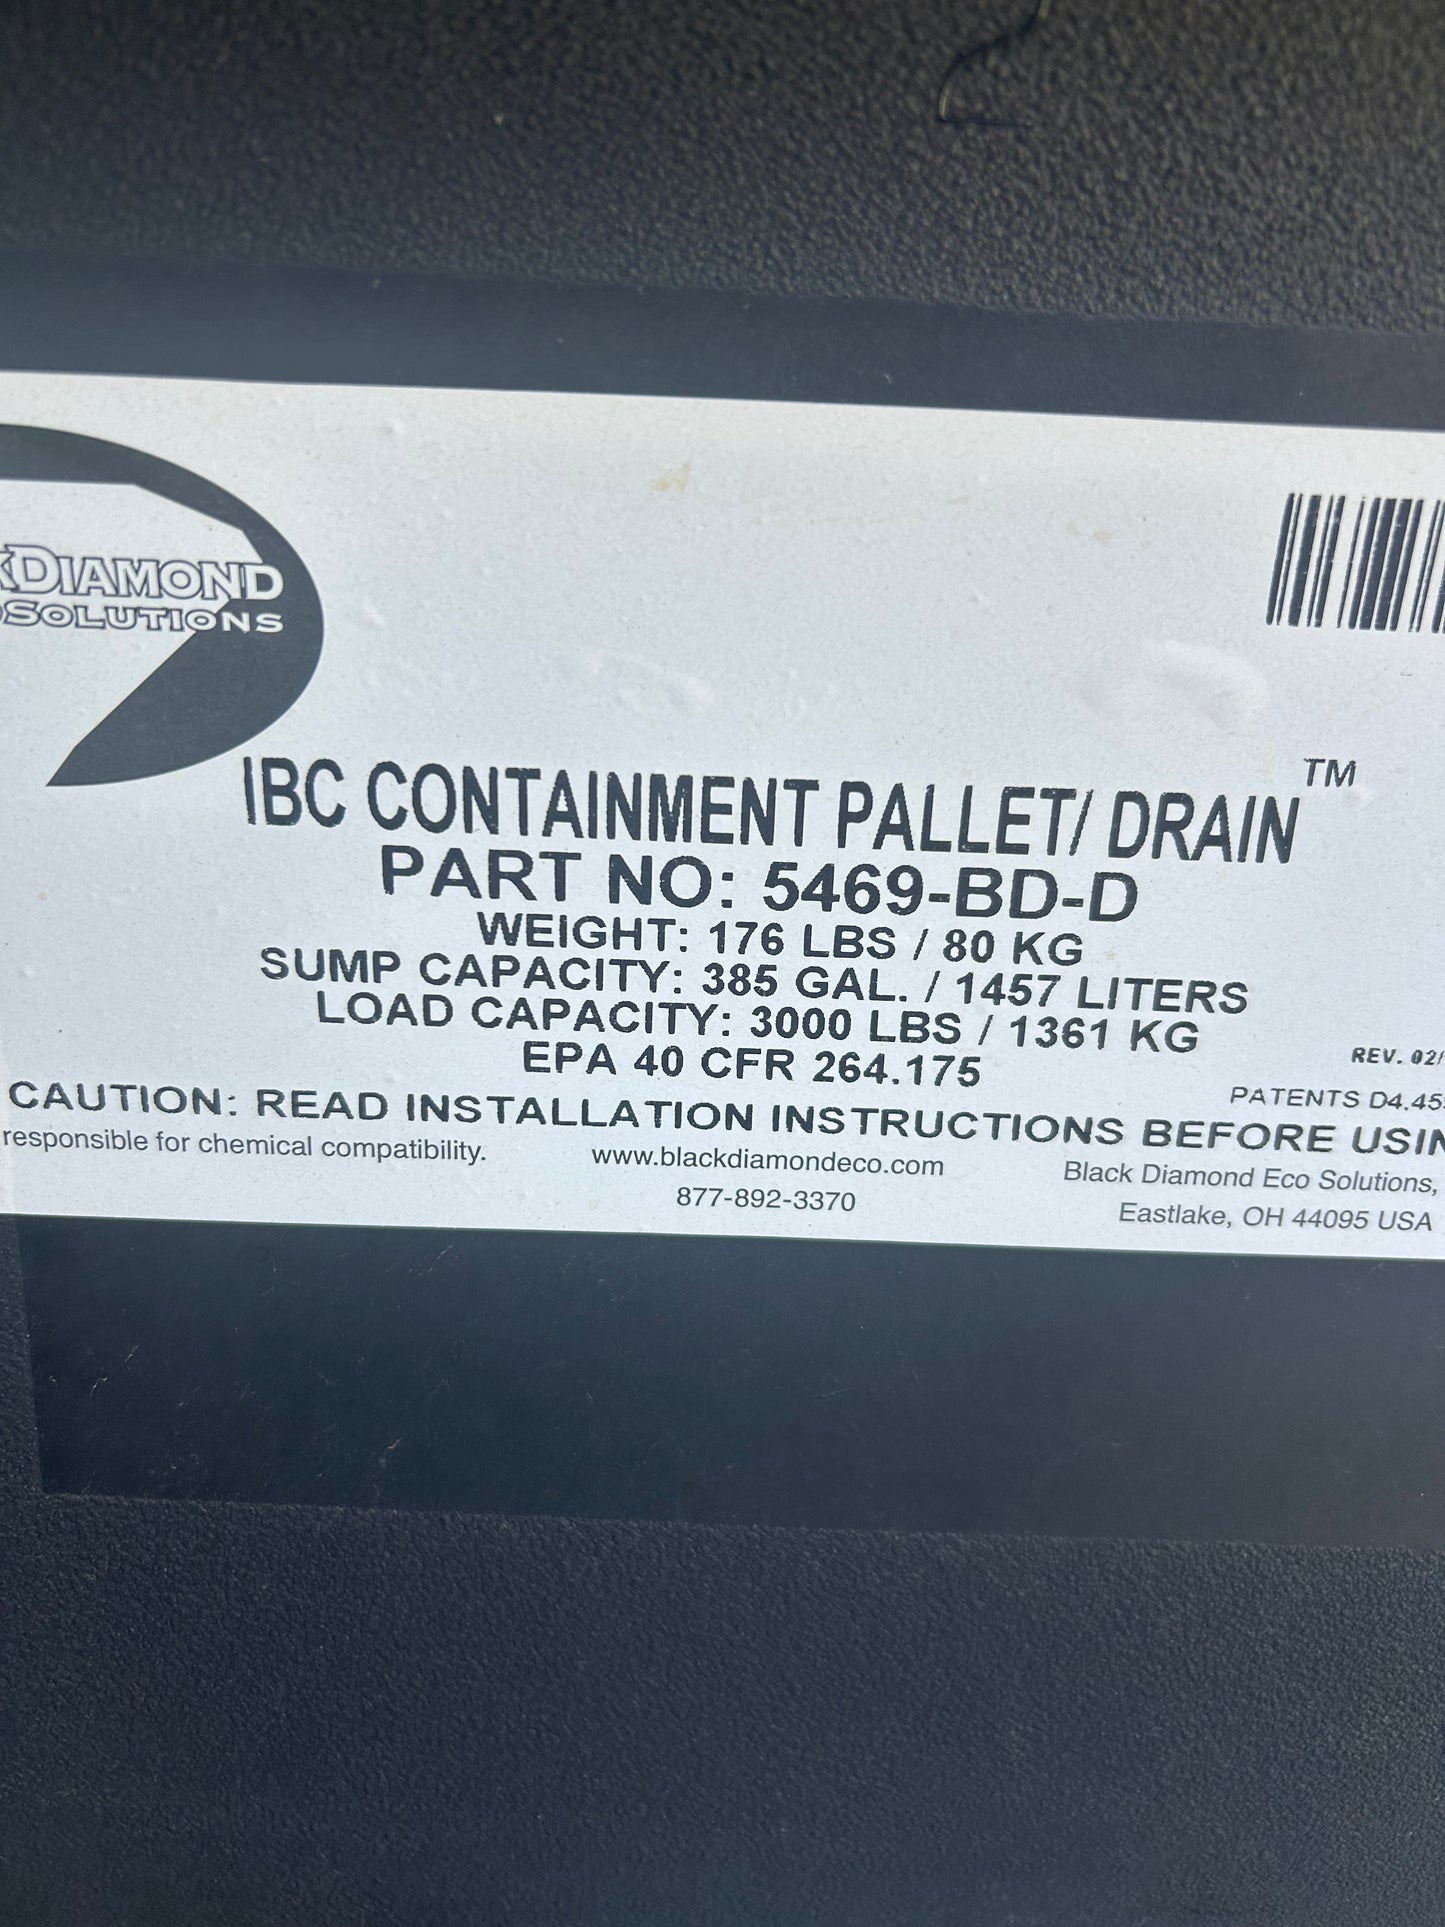 DIAMOND
SOLUTIONS
IBC CONTAINMENT PALLET/ DRAIN™
PART NO: 5469-BD-D
WEIGHT: 176 LBS / 80 KG
SUMP CAPACITY: 385 GAL. / 1457 LITERS
LOAD CAPACITY: 3000 LBS / 1361 KG
EPA 40 CFR 264.175
REV. 02/
PATENTS D4.45
CAUTION: READ INSTALLATION INSTRUCTIONS BEFORE USIN
responsible for chemical compatibility.
www.blackdiamondeco.com
877-892-3370
Black Diamond Eco Solutions,
Eastlake, OH 44095 USA